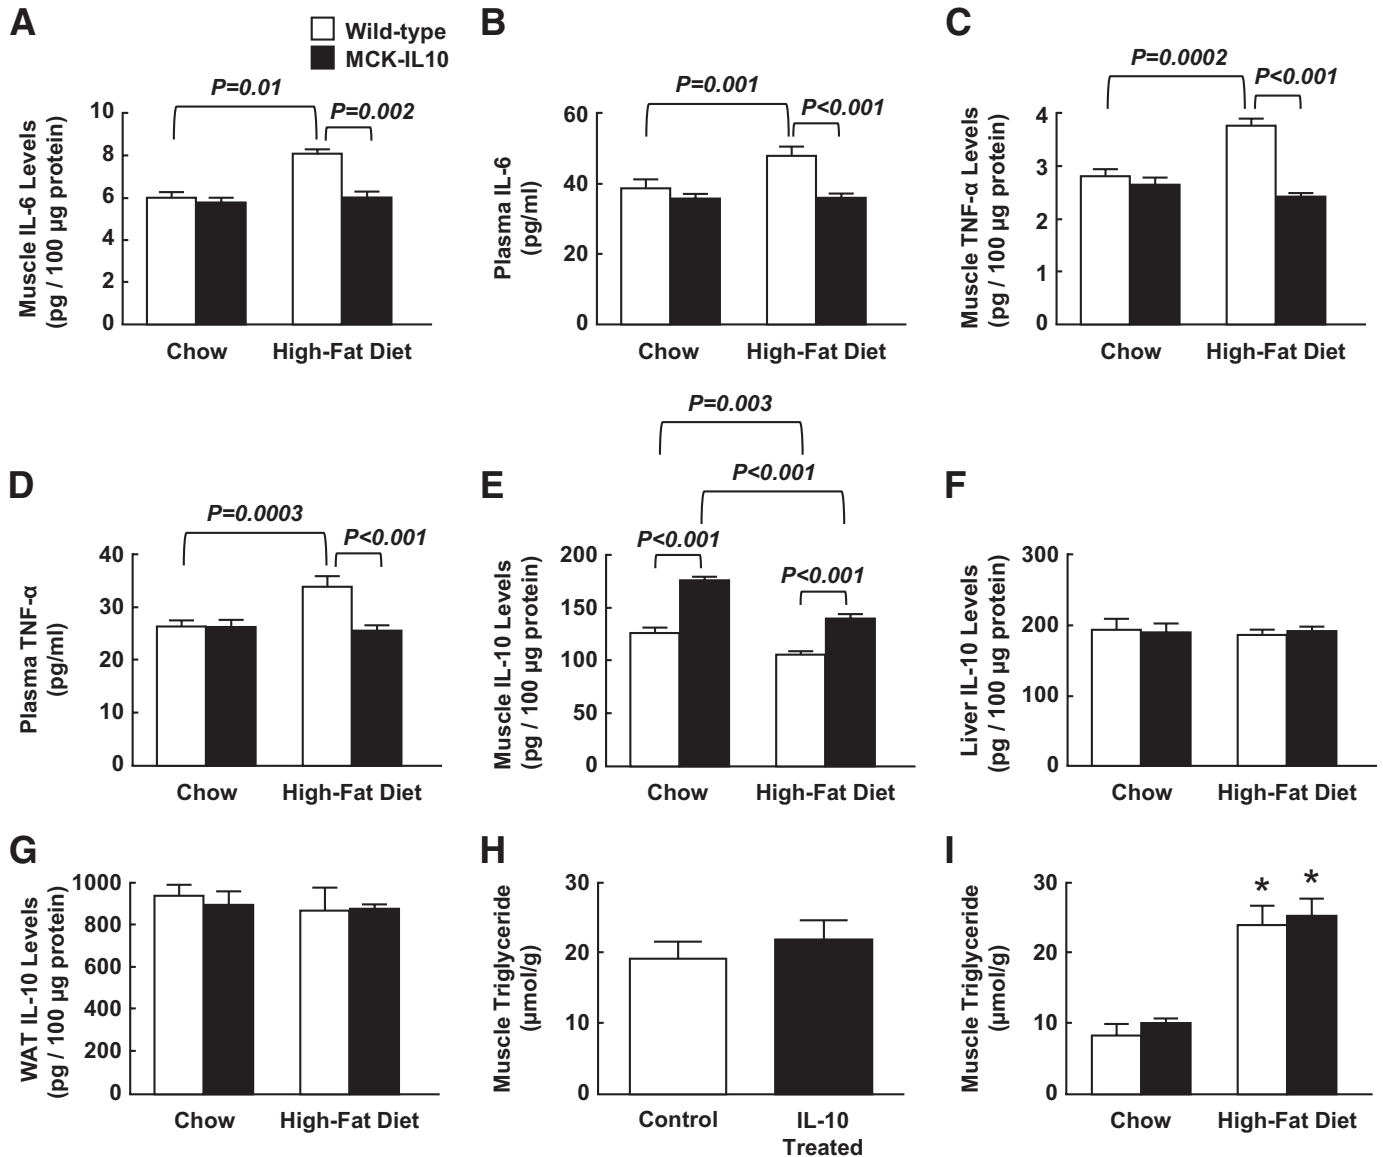 A
Wild-type
MCK-IL10
P=0.01
P=0.002
Muscle IL-6 Levels
(pg / 100 µg protein)
10
8
6
4
2
0
Chow
High-Fat Diet
B
P=0.001
P<0.001
Plasma IL-6
(pg/ml)
60
40
20
0
Chow
High-Fat Diet
C
P=0.0002
P<0.001
Muscle TNF-α Levels
(pg / 100 µg protein)
4
3
2
1
0
Chow
High-Fat Diet
D
P=0.0003
P<0.001
Plasma TNF-α
(pg/ml)
40
30
20
10
0
Chow
High-Fat Diet
E
P=0.003
P<0.001
P<0.001
P<0.001
Muscle IL-10 Levels
(pg / 100 µg protein)
200
150
100
50
0
Chow
High-Fat Diet
F
Liver IL-10 Levels
(pg / 100 µg protein)
300
200
100
0
Chow
High-Fat Diet
G
WAT IL-10 Levels
(pg / 100 µg protein)
1000
800
600
400
200
0
Chow
High-Fat Diet
H
Muscle Triglyceride
(µmol/g)
30
20
10
0
Control
IL-10
Treated
I
Muscle Triglyceride
(µmol/g)
30
20
10
0
* *
Chow
High-Fat Diet